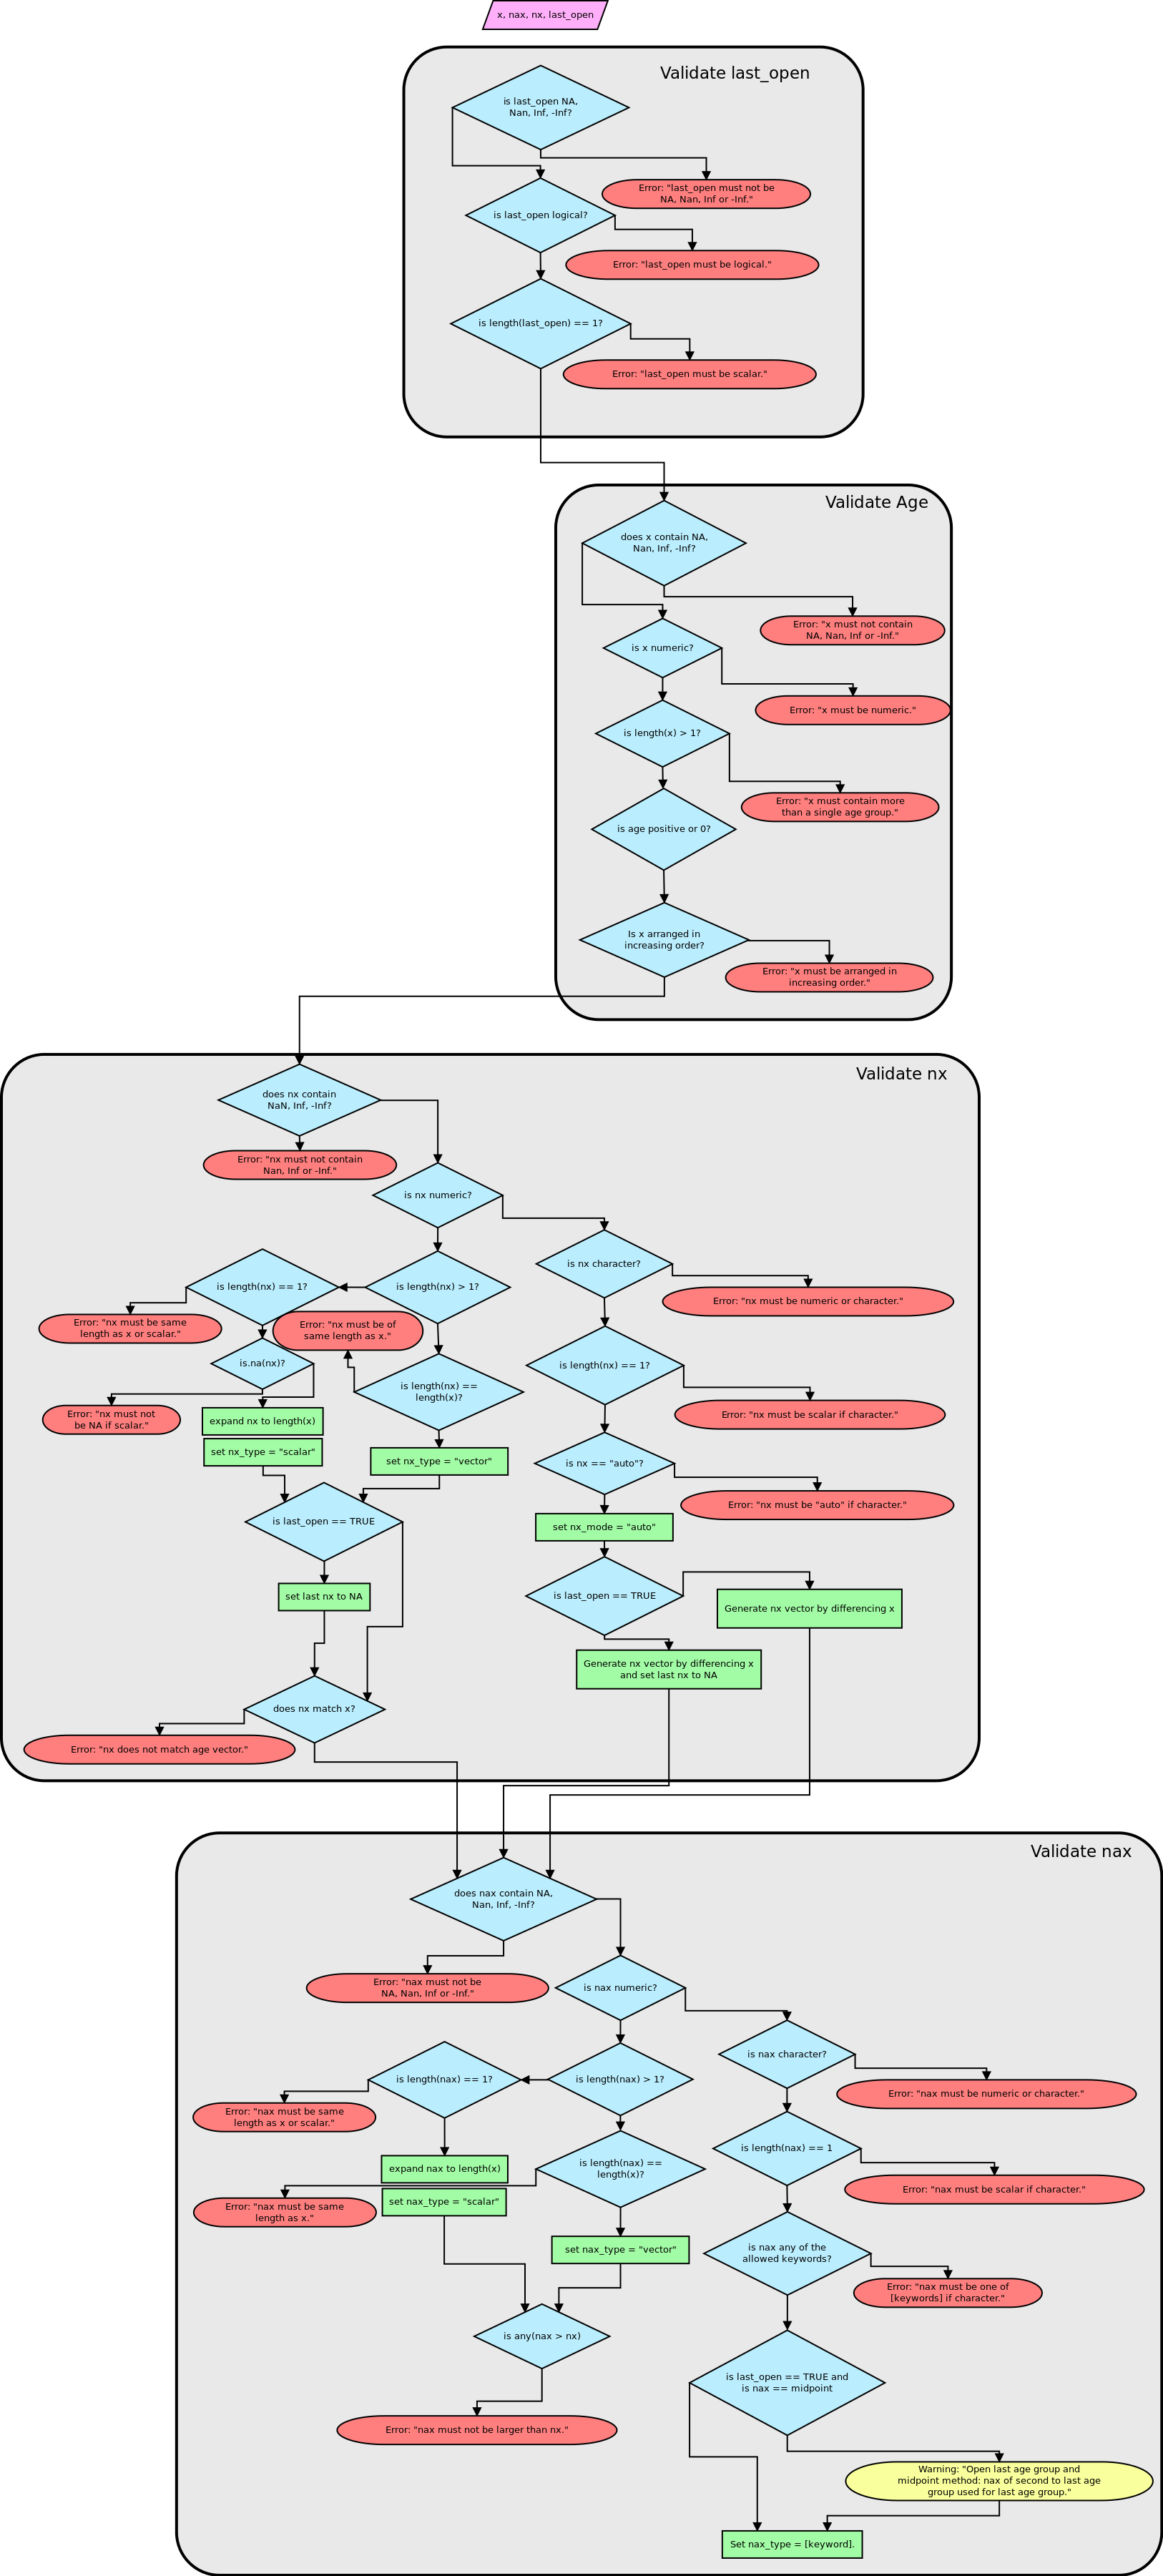 x, nax, nx, last_open
Validate last_open
is last_open NA,
Nan, Inf, -Inf?
Error: "last_open must not be
NA, Nan, Inf or -Inf."
is last_open logical?
Error: "last_open must be logical."
is length(last_open) == 1?
Error: "last_open must be scalar."
Validate Age
does x contain NA,
Nan, Inf, -Inf?
Error: "x must not contain
NA, Nan, Inf or -Inf."
is x numeric?
Error: "x must be numeric."
is length(x) > 1?
Error: "x must contain more
than a single age group."
is age positive or 0?
Is x arranged in
increasing order?
Error: "x must be arranged in
increasing order."
Validate nx
does nx contain
NaN, Inf, -Inf?
Error: "nx must not contain
Nan, Inf or -Inf."
is nx numeric?
is nx character?
Error: "nx must be numeric or character."
is length(nx) == 1?
is length(nx) > 1?
Error: "nx must be same
length as x or scalar."
Error: "nx must be of
same length as x."
is.na(nx)?
is length(nx) ==
length(x)?
is length(nx) == 1?
Error: "nx must not
be NA if scalar."
expand nx to length(x)
Error: "nx must be scalar if character."
set nx_type = "scalar"
set nx_type = "vector"
is nx == "auto"?
Error: "nx must be "auto" if character."
is last_open == TRUE
set nx_mode = "auto"
set last nx to NA
is last_open == TRUE
Generate nx vector by differencing x
Generate nx vector by differencing x
and set last nx to NA
does nx match x?
Error: "nx does not match age vector."
Validate nax
does nax contain NA,
Nan, Inf, -Inf?
Error: "nax must not be
NA, Nan, Inf or -Inf."
is nax numeric?
is nax character?
Error: "nax must be numeric or character."
is length(nax) == 1?
is length(nax) > 1?
Error: "nax must be same
length as x or scalar."
is length(nax) == 1
expand nax to length(x)
is length(nax) ==
length(x)?
Error: "nax must be scalar if character."
Error: "nax must be same
length as x."
set nax_type = "scalar"
set nax_type = "vector"
is nax any of the
allowed keywords?
Error: "nax must be one of
[keywords] if character."
is any(nax > nx)
is last_open == TRUE and
is nax == midpoint
Error: "nax must not be larger than nx."
Warning: "Open last age group and
midpoint method: nax of second to last age
group used for last age group."
Set nax_type = [keyword].